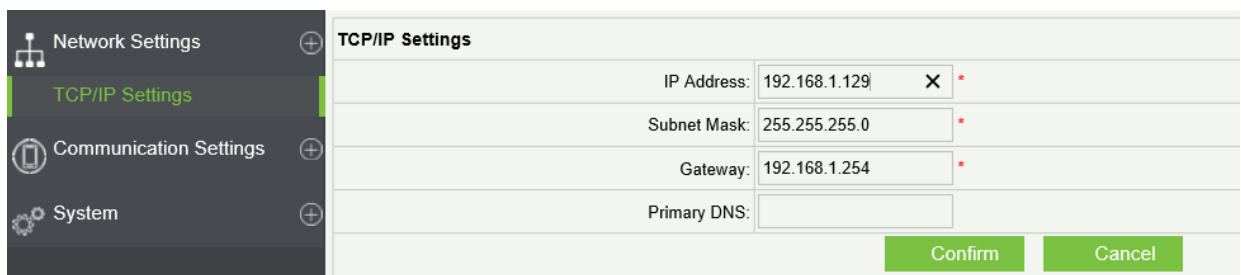 Network Settings
TCP/IP Settings
Communication Settings
System
TCP/IP Settings
IP Address: 192.168.1.129 *
Subnet Mask: 255.255.255.0 *
Gateway: 192.168.1.254 *
Primary DNS:
Confirm Cancel